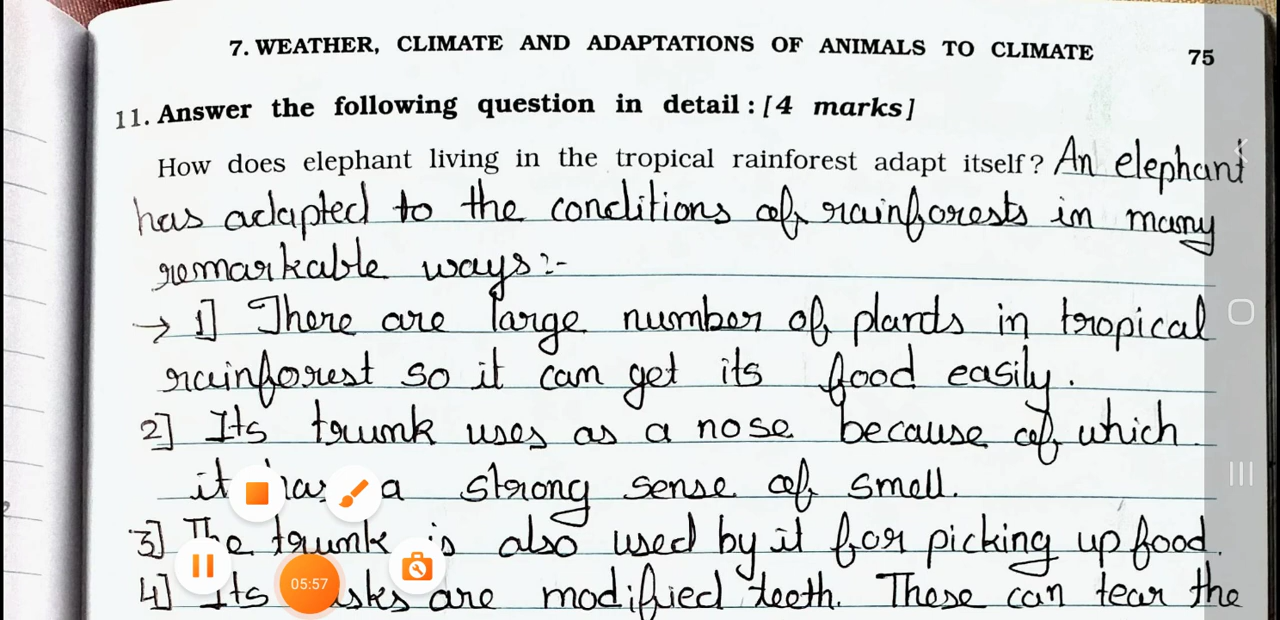 7. WEATHER, CLIMATE AND ADAPTATIONS OF ANIMALS TO CLIMATE 75
11. Answer the following question in detail : [4 marks]
How does elephant living in the tropical rainforest adapt itself? An elephant
has adapted to the conditions of rainforests in many
remarkable ways:-
→ 1] There are large number of plants in tropical
rainforest so it can get its food easily.
2] Its trunk uses as a nose because of which
it has a strong sense of smell.
3] The trunk is also used by it for picking up food.
4] Its tusks are modified teeth. These can tear the
05:57